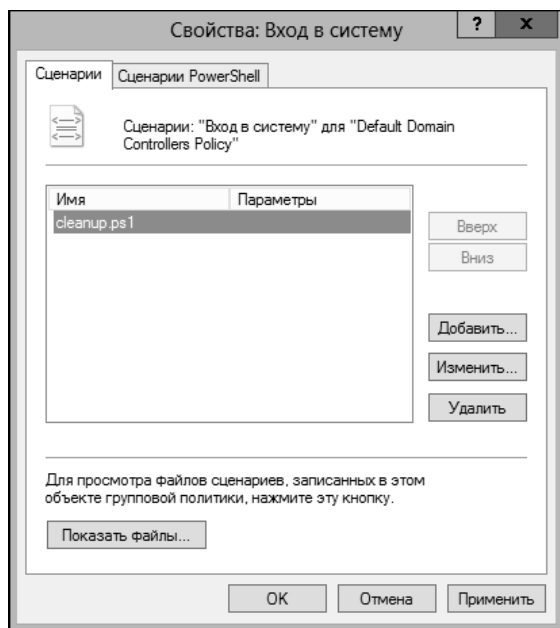 Свойства: Вход в систему
?
x
Сценарии
Сценарии PowerShell
Сценарии: "Вход в систему" для "Default Domain
Controllers Policy"
Имя
Параметры
cleanup.ps1
Вверх
Вниз
Добавить...
Изменить...
Удалить
Для просмотра файлов сценариев, записанных в этом
объекте групповой политики, нажмите эту кнопку.
Показать файлы...
ОК
Отмена
Применить